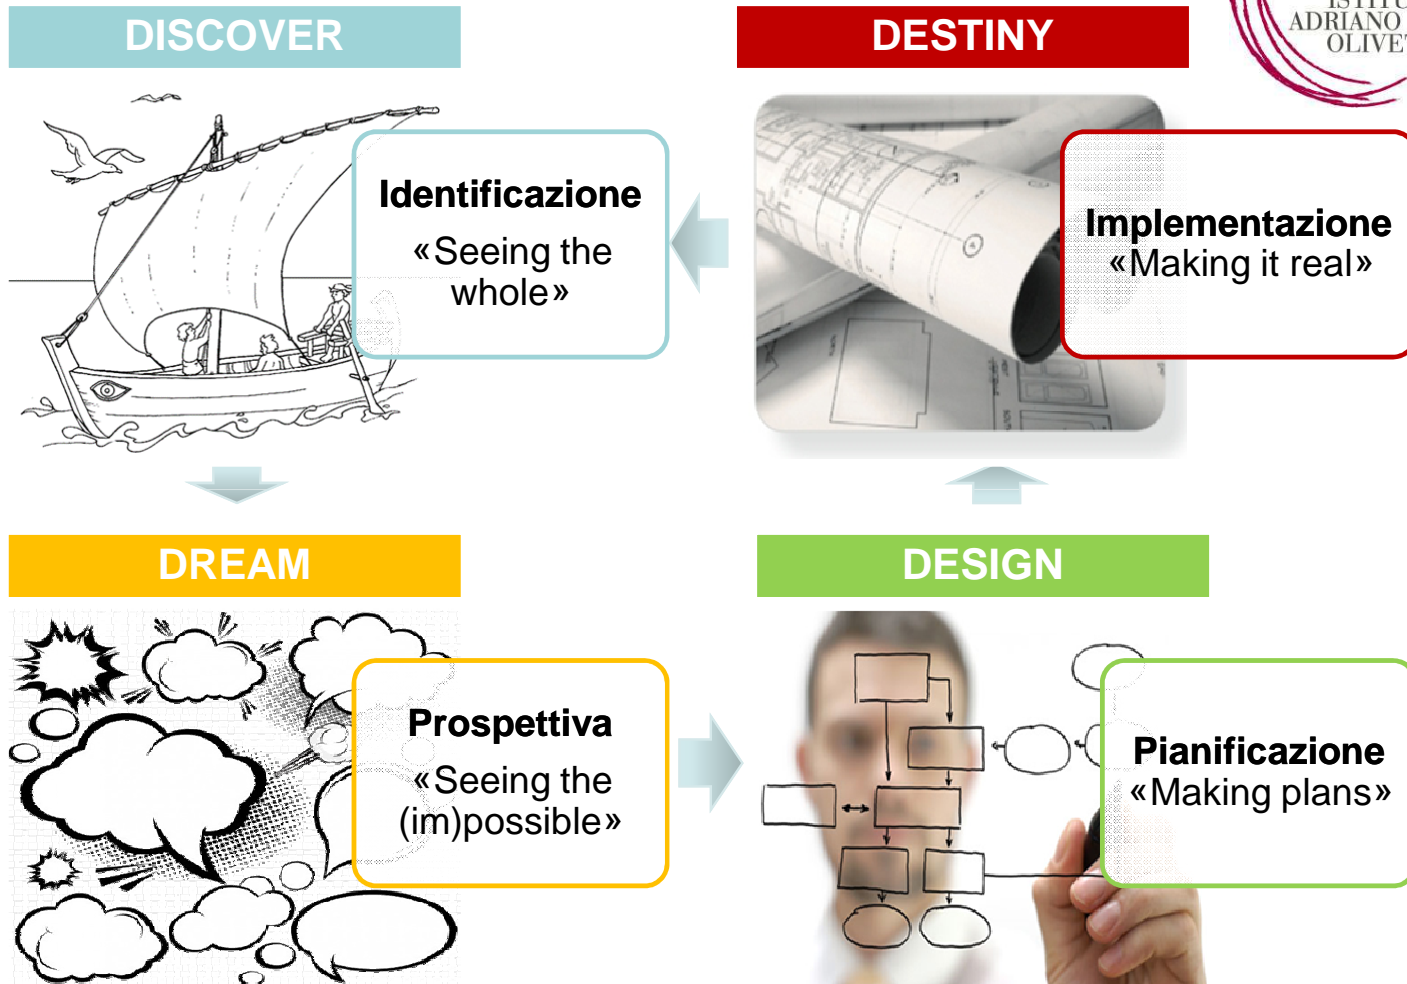 DISCOVER
Identificazione
«Seeing the
whole»
DESTINY
ADRIANO
Implementazione
«Making it real»
DREAM
Prospettiva
«Seeing the
(im)possible»
DESIGN
Pianificazione
«Making plans»